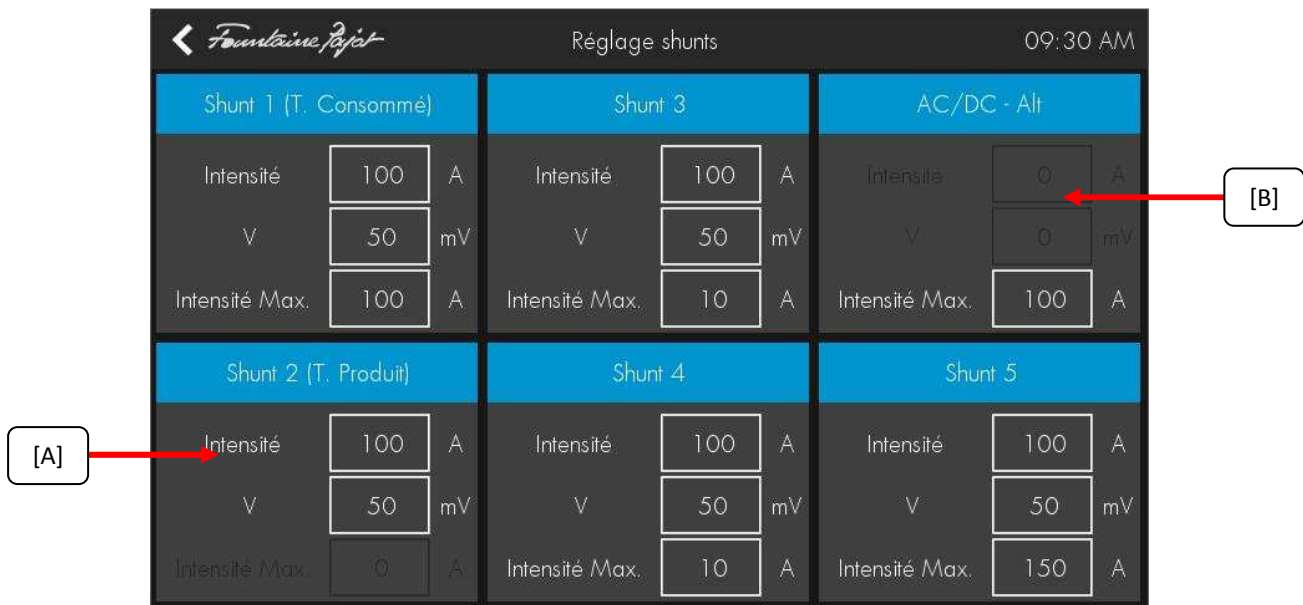 Fountaine Pajot Réglage shunts 09:30 AM
Shunt 1 (T. Consommé)
Intensité 100 A
V 50 mV
Intensité Max. 100 A
Shunt 3
Intensité 100 A
V 50 mV
Intensité Max. 10 A
AC/DC - Alt
Intensité 0 A
V 0 mV
Intensité Max. 100 A
[B]
Shunt 2 (T. Produit)
Intensité 100 A
V 50 mV
Intensité Max. 0 A
[A]
Shunt 4
Intensité 100 A
V 50 mV
Intensité Max. 10 A
Shunt 5
Intensité 100 A
V 50 mV
Intensité Max. 150 A